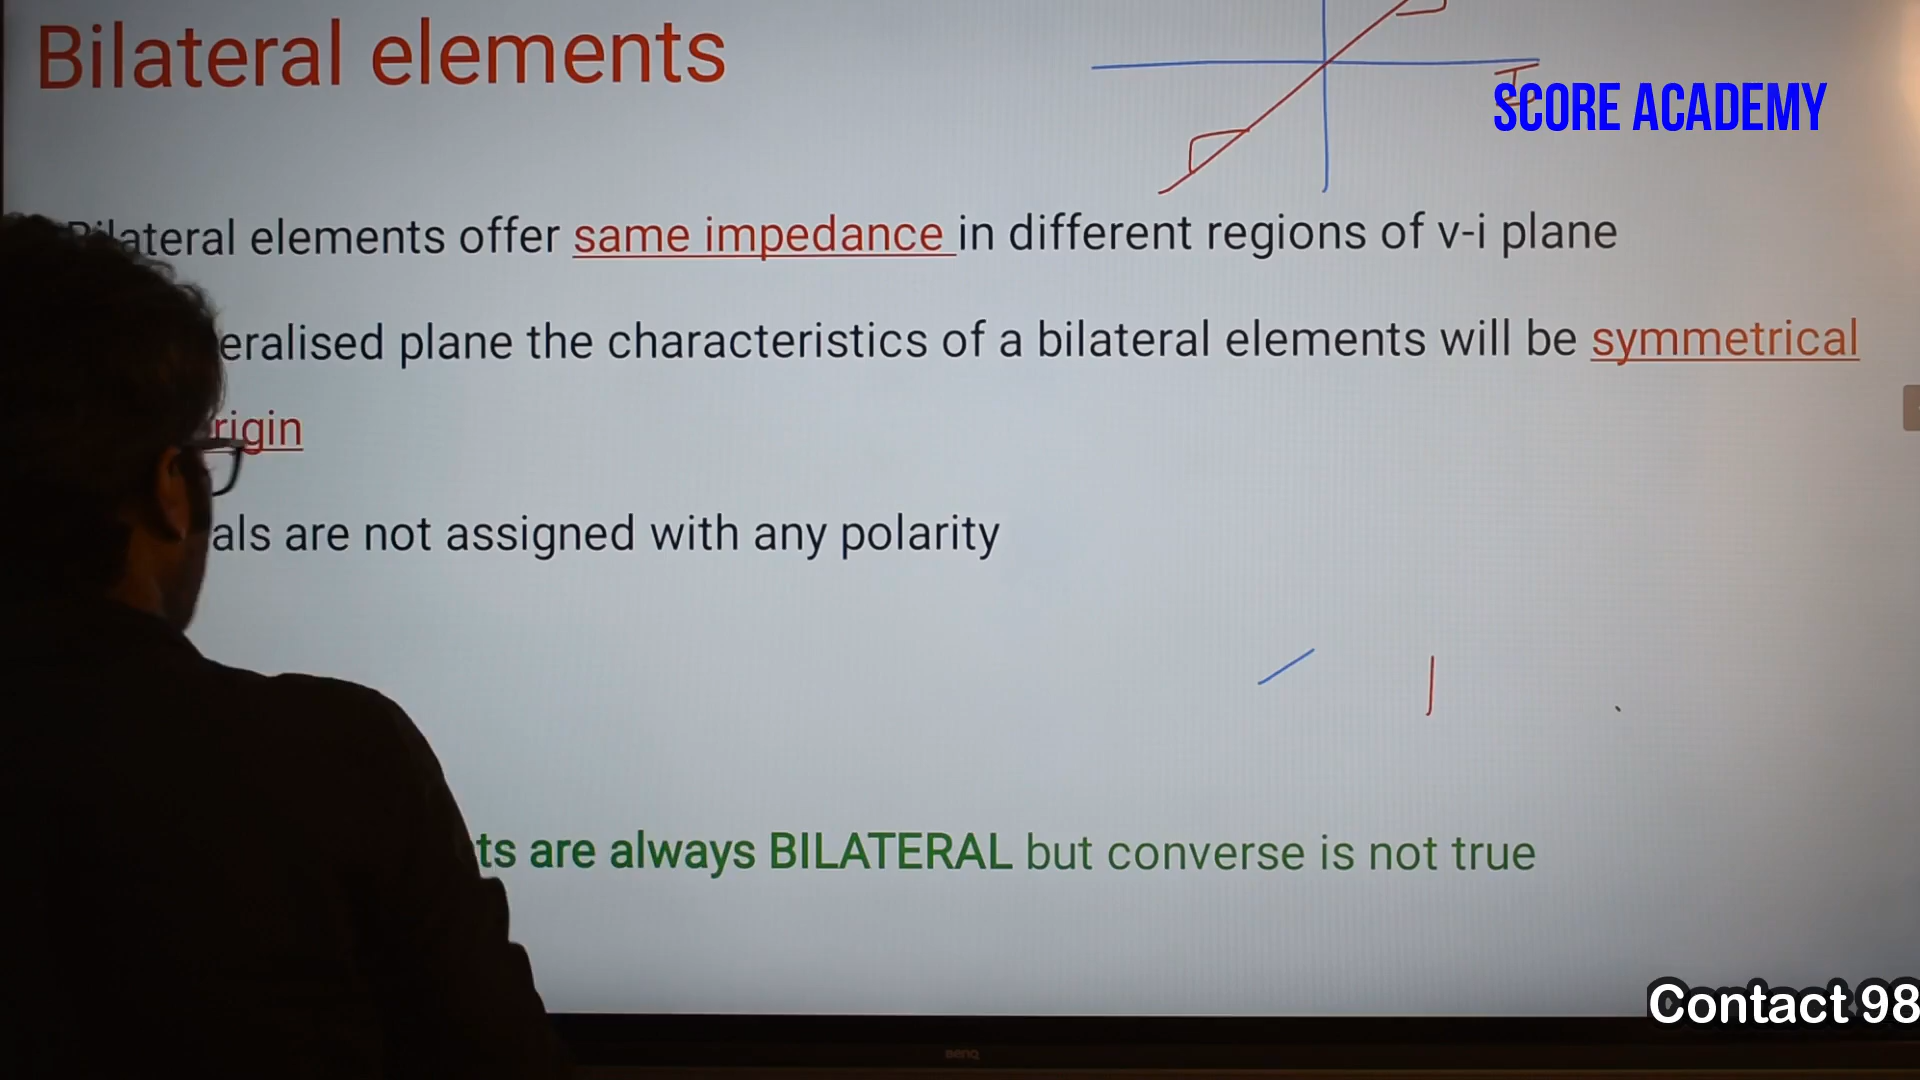 Bilateral elements
I
SCORE ACADEMY
Bilateral elements offer same impedance in different regions of v-i plane
eralised plane the characteristics of a bilateral elements will be symmetrical
rigin
als are not assigned with any polarity
ts are always BILATERAL but converse is not true
Contact 98
BenQ